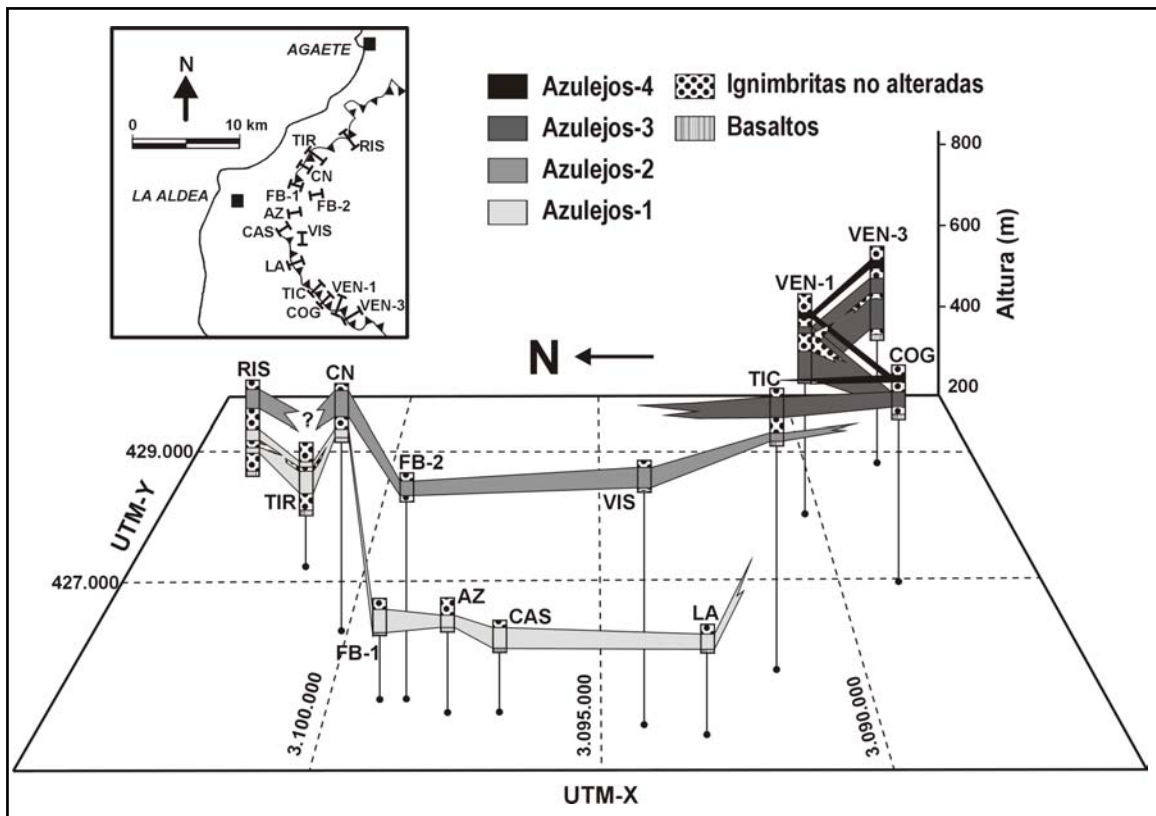 AGAETE
N
0 10 km
TIR
RIS
CN
FB-1
FB-2
LA ALDEA
AZ
CAS
VIS
LA
VEN-1
TIC
VEN-3
COG
Azulejos-4
Ignimbritas no alteradas
Azulejos-3
Basaltos
Azulejos-2
Azulejos-1
800
600
400
200
Altura (m)
VEN-3
VEN-1
COG
N
RIS
CN
TIC
?
429.000
FB-2
TIR
VIS
UTM-Y
427.000
AZ
CAS
LA
FB-1
3.100.000
3.095.000
3.090.000
UTM-X